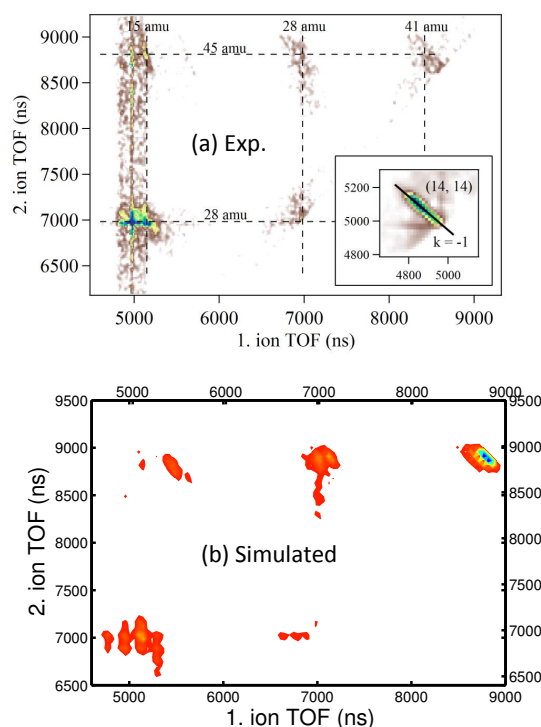 15 amu 28 amu 41 amu
9000
45 amu
8500
8000
(a) Exp.
7500
7000
28 amu
6500
2. ion TOF (ns)
5100
(14, 14)
5000
4900
k = -1
4800
4800 5000
5000 6000 7000 8000 9000
1. ion TOF (ns)
5000 6000 7000 8000 9000
9500 9500
9000 9000
8500 8500
8000 8000
(b) Simulated
7500 7500
7000 7000
6500 6500
2. ion TOF (ns)
5000 6000 7000 8000 9000
1. ion TOF (ns)